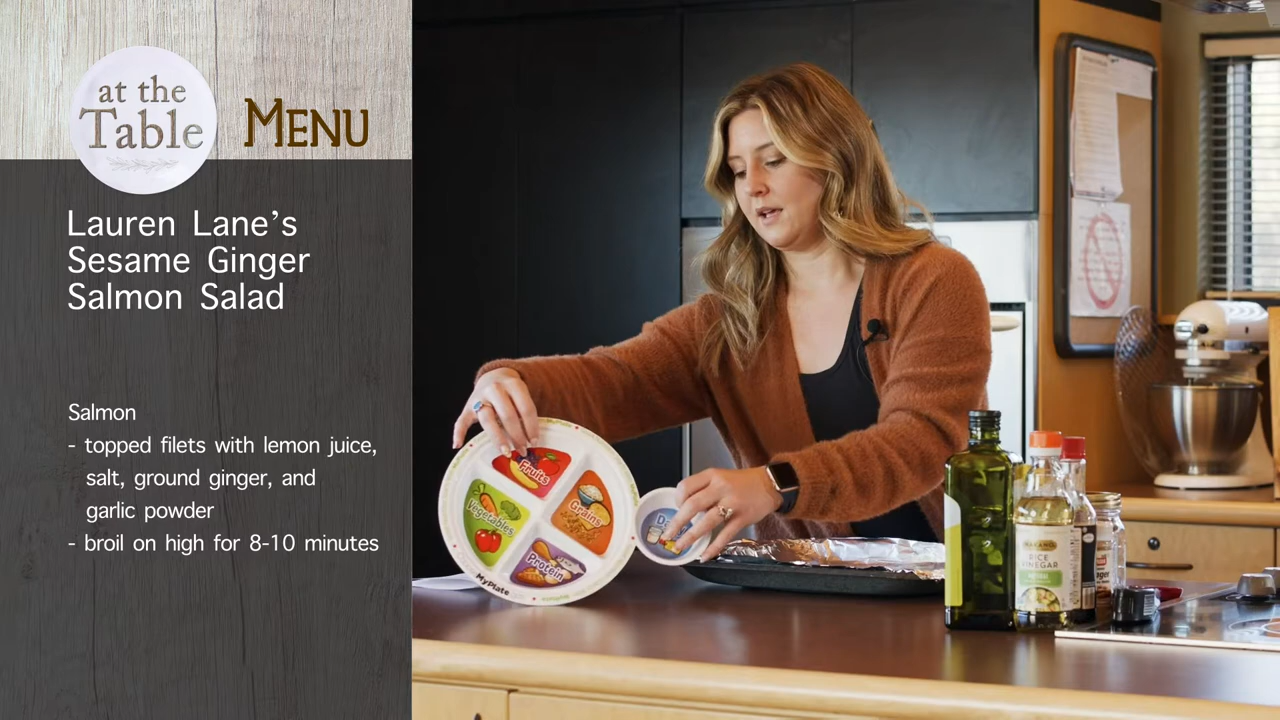 at the
Table
MENU
Lauren Lane's
Sesame Ginger
Salmon Salad
Salmon
- topped filets with lemon juice,
salt, ground ginger, and
garlic powder
- broil on high for 8-10 minutes
Fruits
Vegetables
Grains
Protein
MyPlate
RICE
VINEGAR